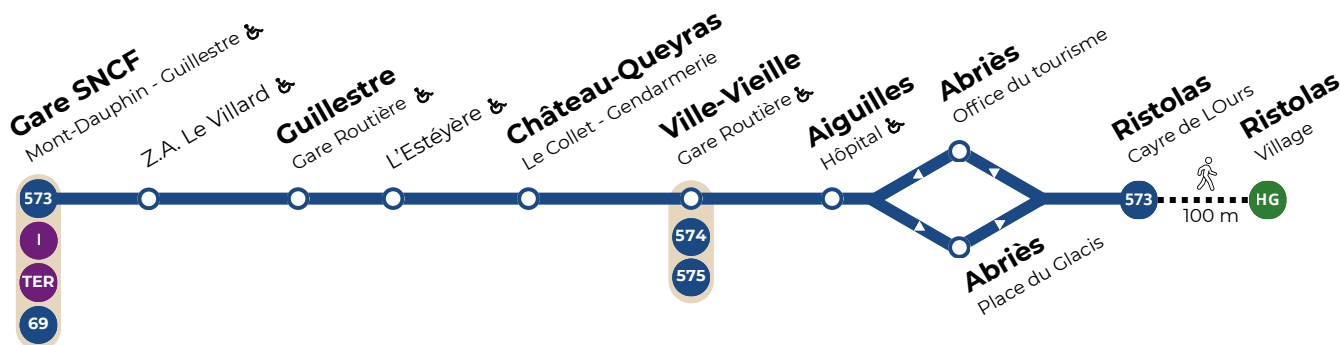 Gare SNCF
Mont-Dauphin - Guillestre
Z.A. Le Villard
Guillestre
Gare Routière
L'Estéyère
Château-Queyras
Le Collet - Gendarmerie
Ville-Vieille
Gare Routière
Aiguilles
Hôpital
Abriès
Office du tourisme
Abriès
Place du Glacis
Ristolas
Cayre de LOurs
Ristolas
Village
573
I
TER
69
574
575
573
100 m
HG